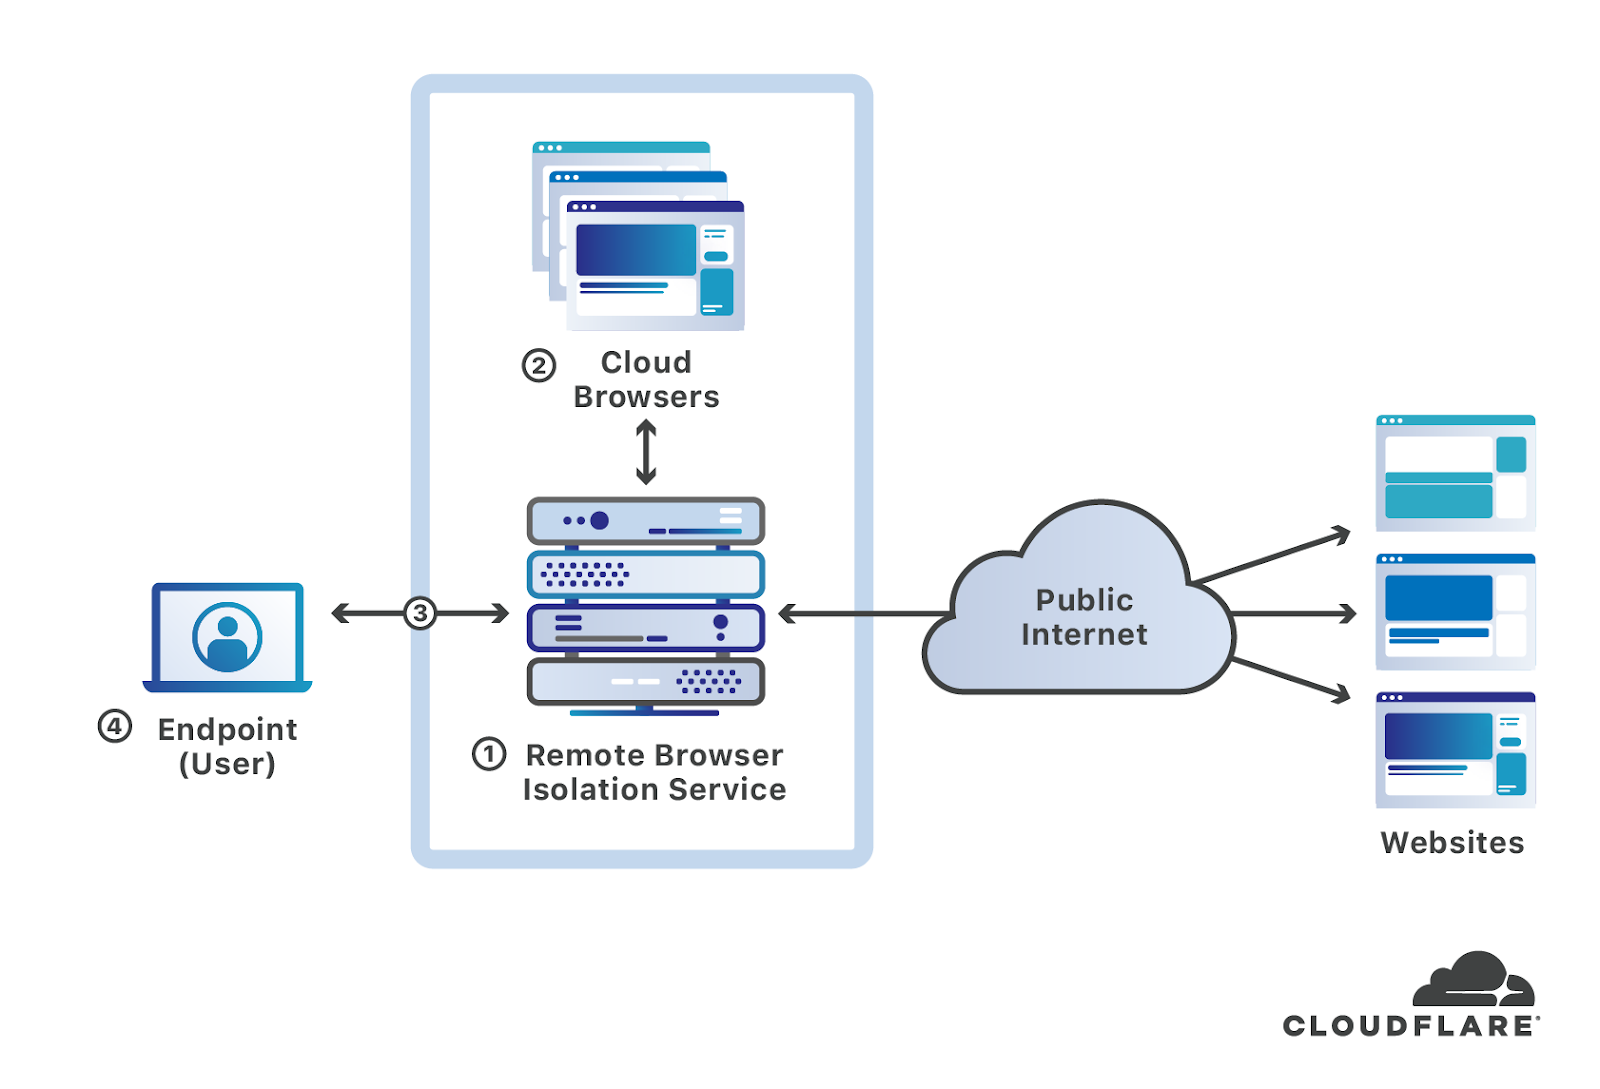 ② Cloud
Browsers
③
④ Endpoint
(User)
① Remote Browser
Isolation Service
Public
Internet
Websites
CLOUDFLARE